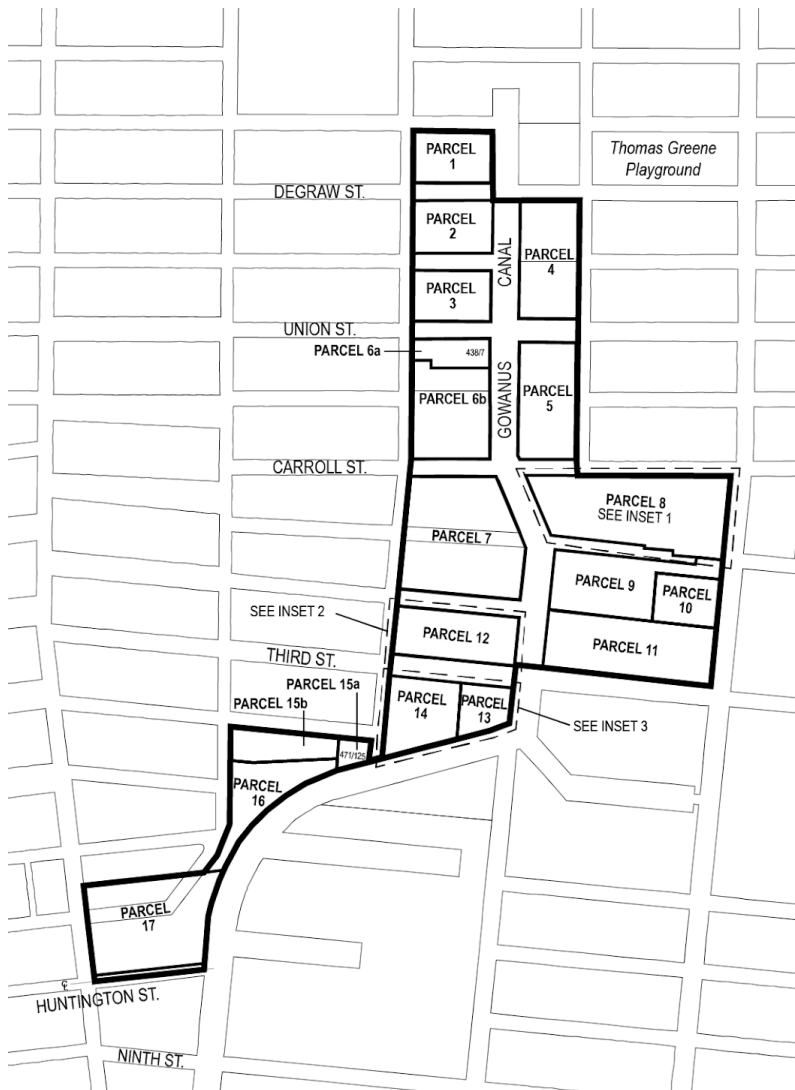 PARCEL
1
Thomas Greene
Playground
DEGRAW ST.
PARCEL
2
CANAL
PARCEL
4
PARCEL
3
UNION ST.
PARCEL 6a
438/7
GOWANUS
PARCEL 6b
PARCEL
5
CARROLL ST.
PARCEL 8
SEE INSET 1
PARCEL 7
PARCEL 9
PARCEL
10
SEE INSET 2
PARCEL 12
PARCEL 11
THIRD ST.
PARCEL 15a
PARCEL 15b
PARCEL
14
PARCEL
13
SEE INSET 3
471/125
PARCEL
16
PARCEL
17
℄
HUNTINGTON ST.
NINTH ST.